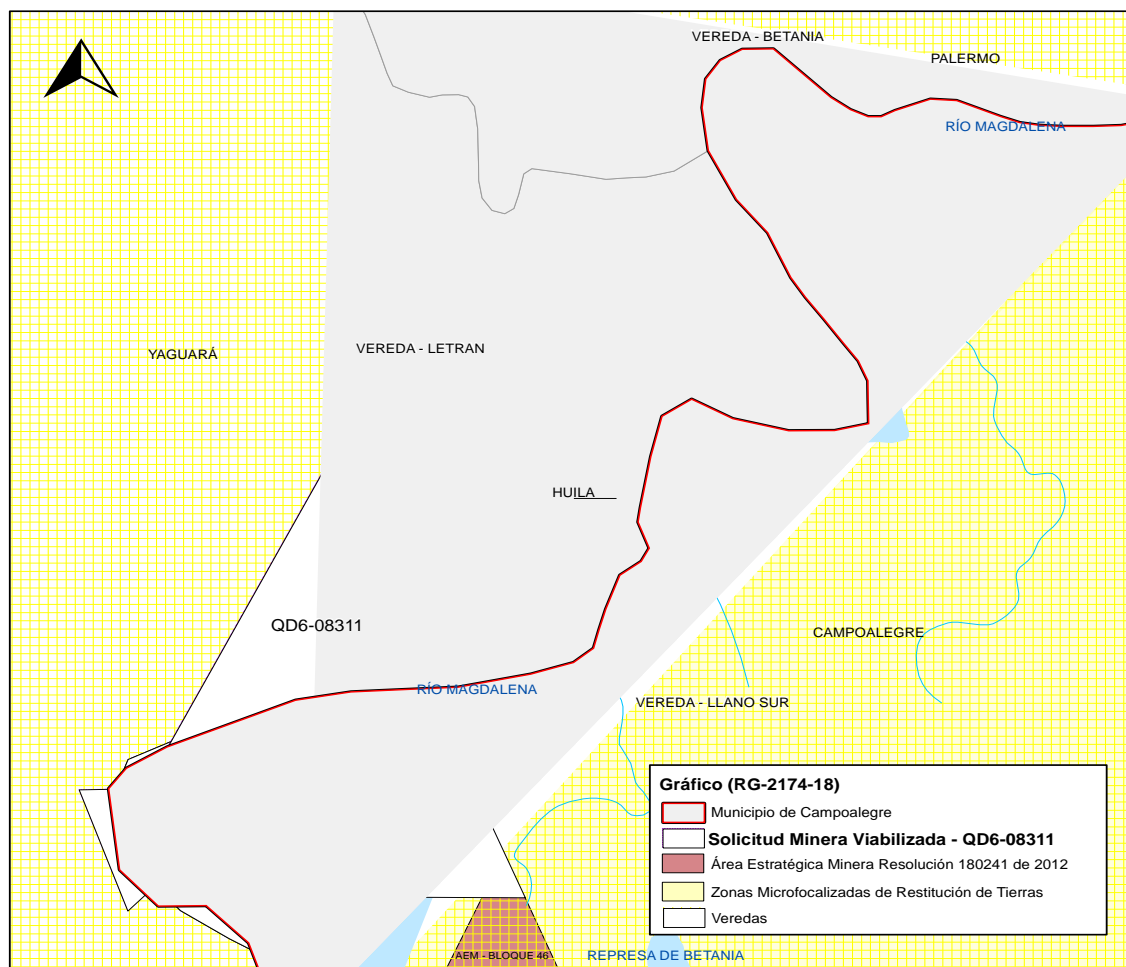 VEREDA - BETANIA
PALERMO
RÍO MAGDALENA
YAGUARÁ
VEREDA - LETRAN
HUILA
QD6-08311
CAMPOALEGRE
RÍO MAGDALENA
VEREDA - LLANO SUR
Gráfico (RG-2174-18)
Municipio de Campoalegre
Solicitud Minera Viabilizada - QD6-08311
Área Estratégica Minera Resolución 180241 de 2012
Zonas Microfocalizadas de Restitución de Tierras
Veredas
AEM - BLOQUE 46
REPRESA DE BETANIA